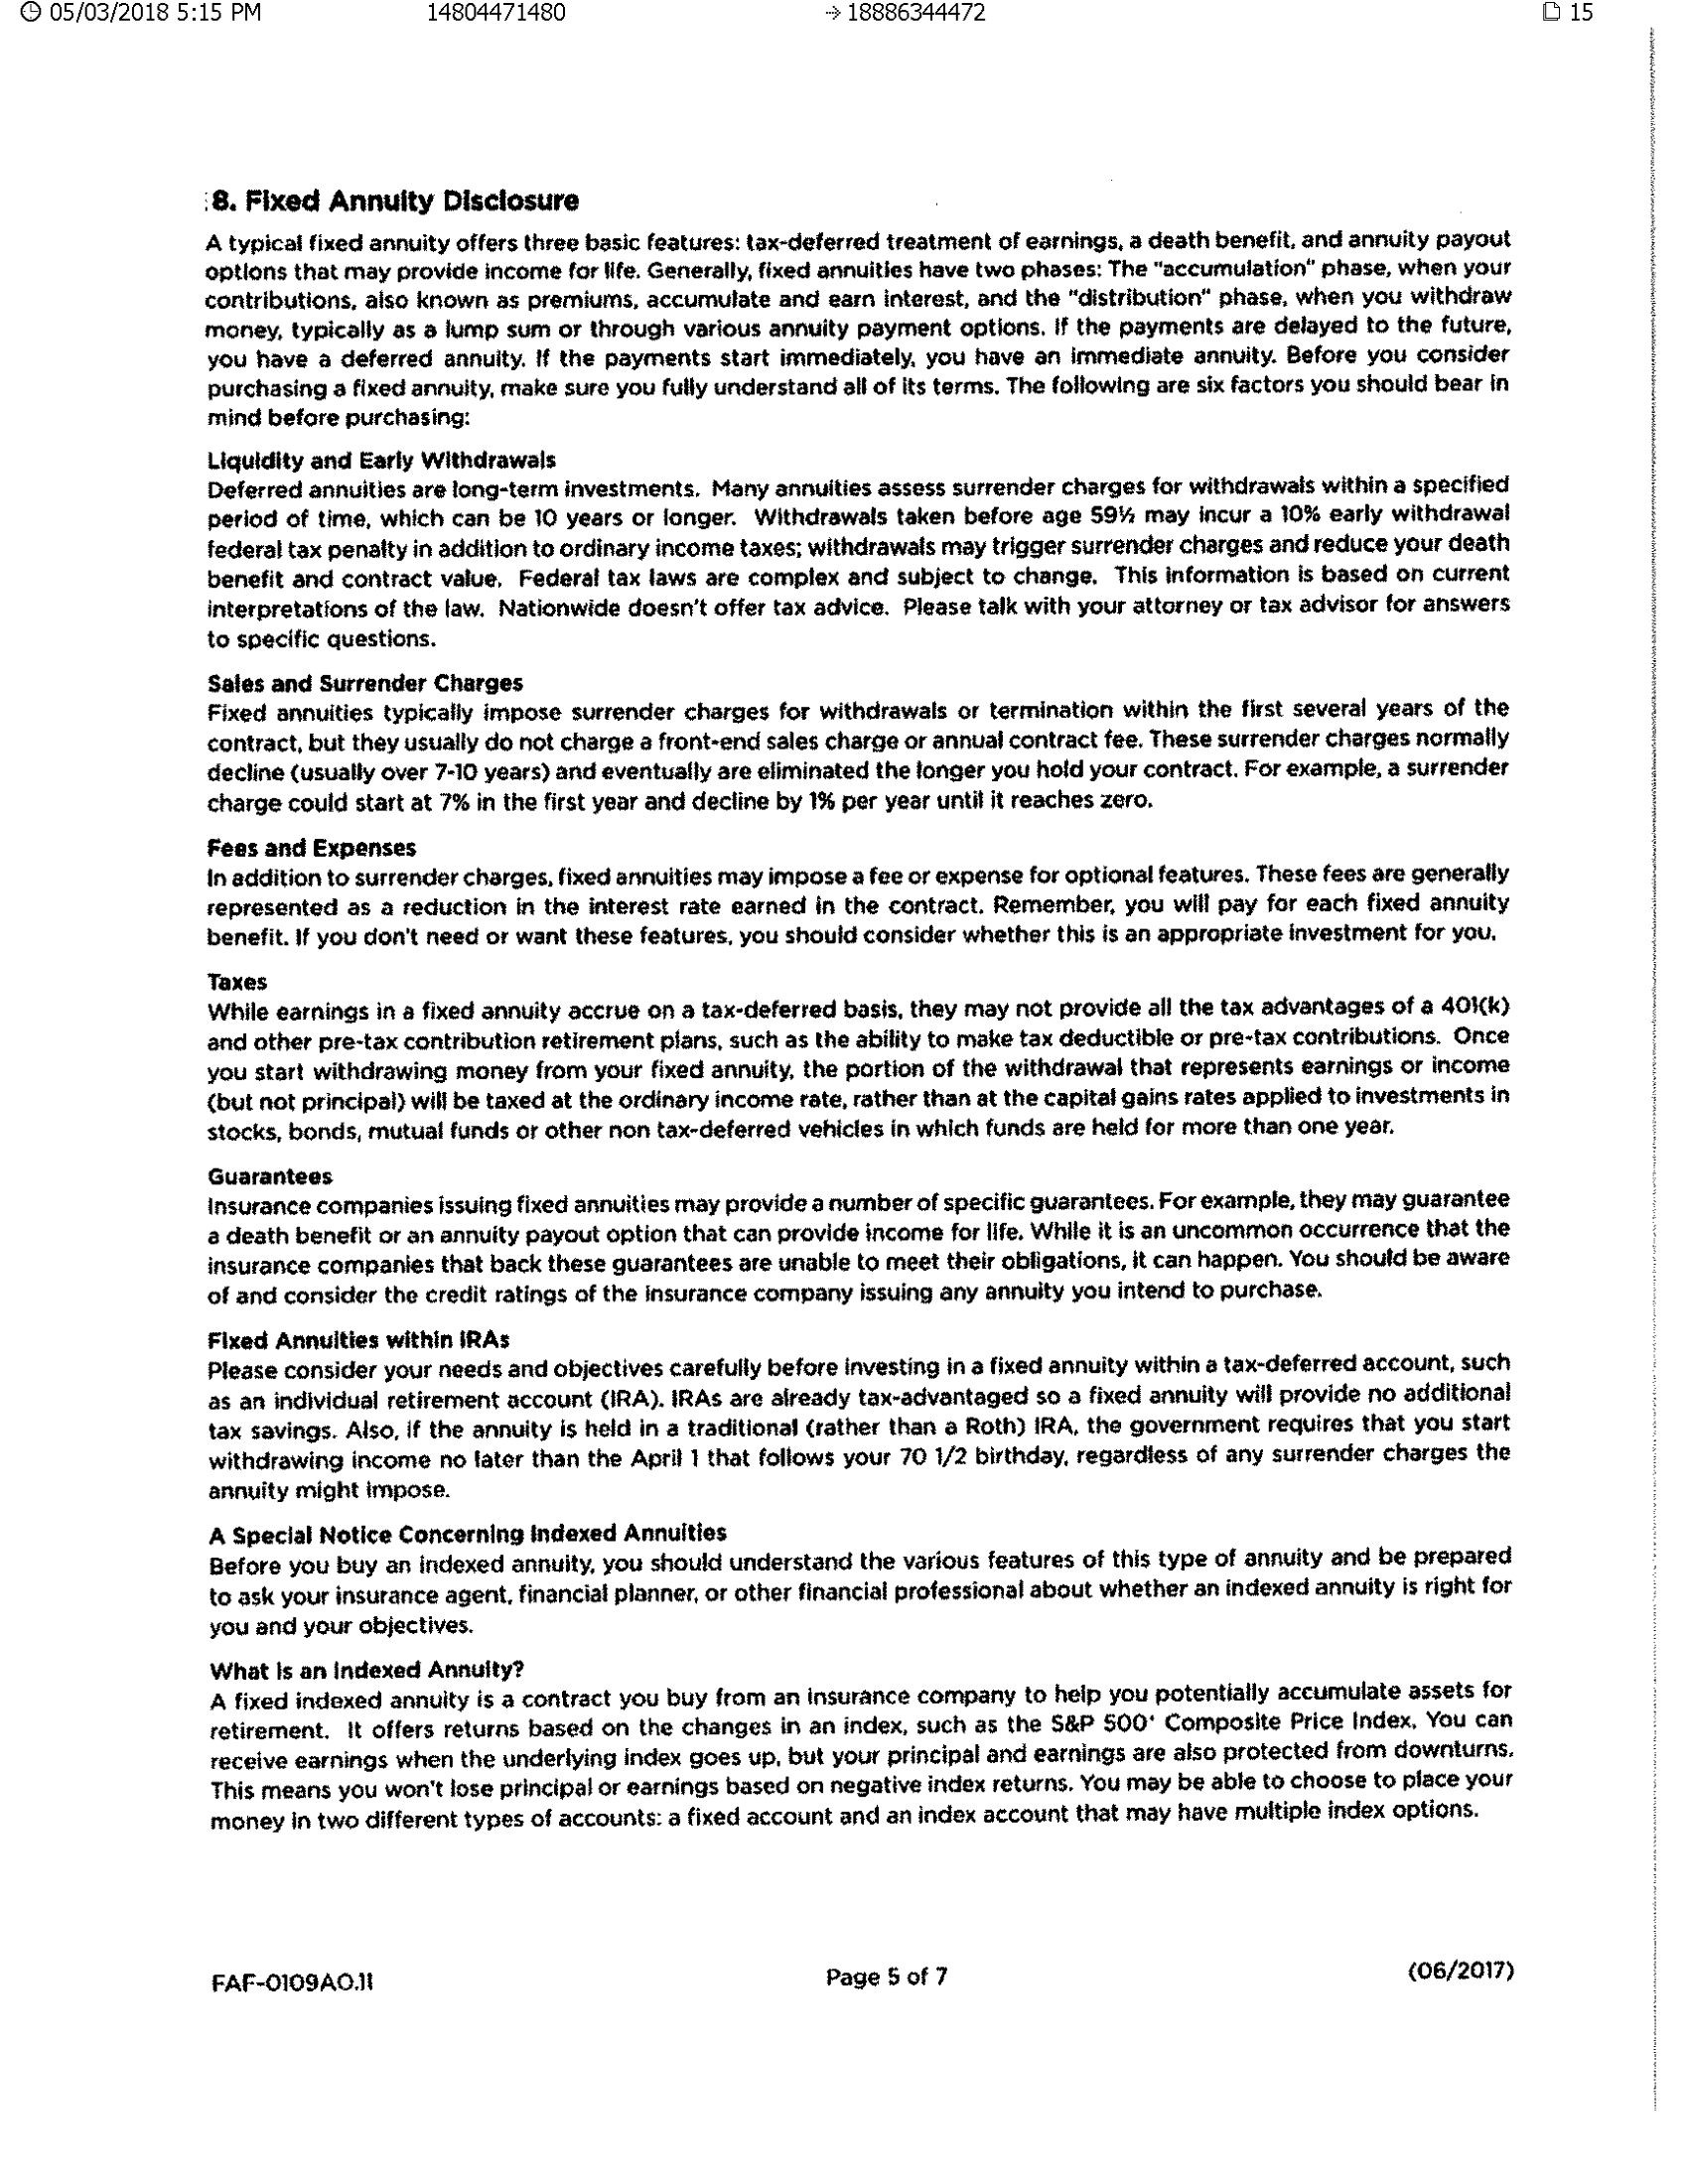 05/03/2018 5:15 PM 14804471480 → 18886344472 15
8. Fixed Annuity Disclosure
A typical fixed annuity offers three basic features: tax-deferred treatment of earnings, a death benefit, and annuity payout
options that may provide income for life. Generally, fixed annuities have two phases: The "accumulation" phase, when your
contributions, also known as premiums, accumulate and earn interest, and the "distribution" phase, when you withdraw
money, typically as a lump sum or through various annuity payment options. If the payments are delayed to the future,
you have a deferred annuity. If the payments start immediately, you have an immediate annuity. Before you consider
purchasing a fixed annuity, make sure you fully understand all of its terms. The following are six factors you should bear in
mind before purchasing:
Liquidity and Early Withdrawals
Deferred annuities are long-term investments. Many annuities assess surrender charges for withdrawals within a specified
period of time, which can be 10 years or longer. Withdrawals taken before age 59½ may incur a 10% early withdrawal
federal tax penalty in addition to ordinary income taxes; withdrawals may trigger surrender charges and reduce your death
benefit and contract value. Federal tax laws are complex and subject to change. This information is based on current
interpretations of the law. Nationwide doesn't offer tax advice. Please talk with your attorney or tax advisor for answers
to specific questions.
Sales and Surrender Charges
Fixed annuities typically impose surrender charges for withdrawals or termination within the first several years of the
contract, but they usually do not charge a front-end sales charge or annual contract fee. These surrender charges normally
decline (usually over 7-10 years) and eventually are eliminated the longer you hold your contract. For example, a surrender
charge could start at 7% in the first year and decline by 1% per year until it reaches zero.
Fees and Expenses
In addition to surrender charges, fixed annuities may impose a fee or expense for optional features. These fees are generally
represented as a reduction in the interest rate earned in the contract. Remember, you will pay for each fixed annuity
benefit. If you don't need or want these features, you should consider whether this is an appropriate investment for you.
Taxes
While earnings in a fixed annuity accrue on a tax-deferred basis, they may not provide all the tax advantages of a 401(k)
and other pre-tax contribution retirement plans, such as the ability to make tax deductible or pre-tax contributions. Once
you start withdrawing money from your fixed annuity, the portion of the withdrawal that represents earnings or income
(but not principal) will be taxed at the ordinary income rate, rather than at the capital gains rates applied to investments in
stocks, bonds, mutual funds or other non tax-deferred vehicles in which funds are held for more than one year.
Guarantees
Insurance companies issuing fixed annuities may provide a number of specific guarantees. For example, they may guarantee
a death benefit or an annuity payout option that can provide income for life. While it is an uncommon occurrence that the
insurance companies that back these guarantees are unable to meet their obligations, it can happen. You should be aware
of and consider the credit ratings of the insurance company issuing any annuity you intend to purchase.
Fixed Annuities within IRAs
Please consider your needs and objectives carefully before investing in a fixed annuity within a tax-deferred account, such
as an individual retirement account (IRA). IRAs are already tax-advantaged so a fixed annuity will provide no additional
tax savings. Also, if the annuity is held in a traditional (rather than a Roth) IRA, the government requires that you start
withdrawing income no later than the April 1 that follows your 70 1/2 birthday, regardless of any surrender charges the
annuity might impose.
A Special Notice Concerning Indexed Annuities
Before you buy an indexed annuity, you should understand the various features of this type of annuity and be prepared
to ask your insurance agent, financial planner, or other financial professional about whether an indexed annuity is right for
you and your objectives.
What is an Indexed Annuity?
A fixed indexed annuity is a contract you buy from an insurance company to help you potentially accumulate assets for
retirement. It offers returns based on the changes in an index, such as the S&P 500® Composite Price Index. You can
receive earnings when the underlying index goes up, but your principal and earnings are also protected from downturns.
This means you won't lose principal or earnings based on negative index returns. You may be able to choose to place your
money in two different types of accounts: a fixed account and an index account that may have multiple index options.
FAF-0109AO.11 Page 5 of 7 (06/2017)